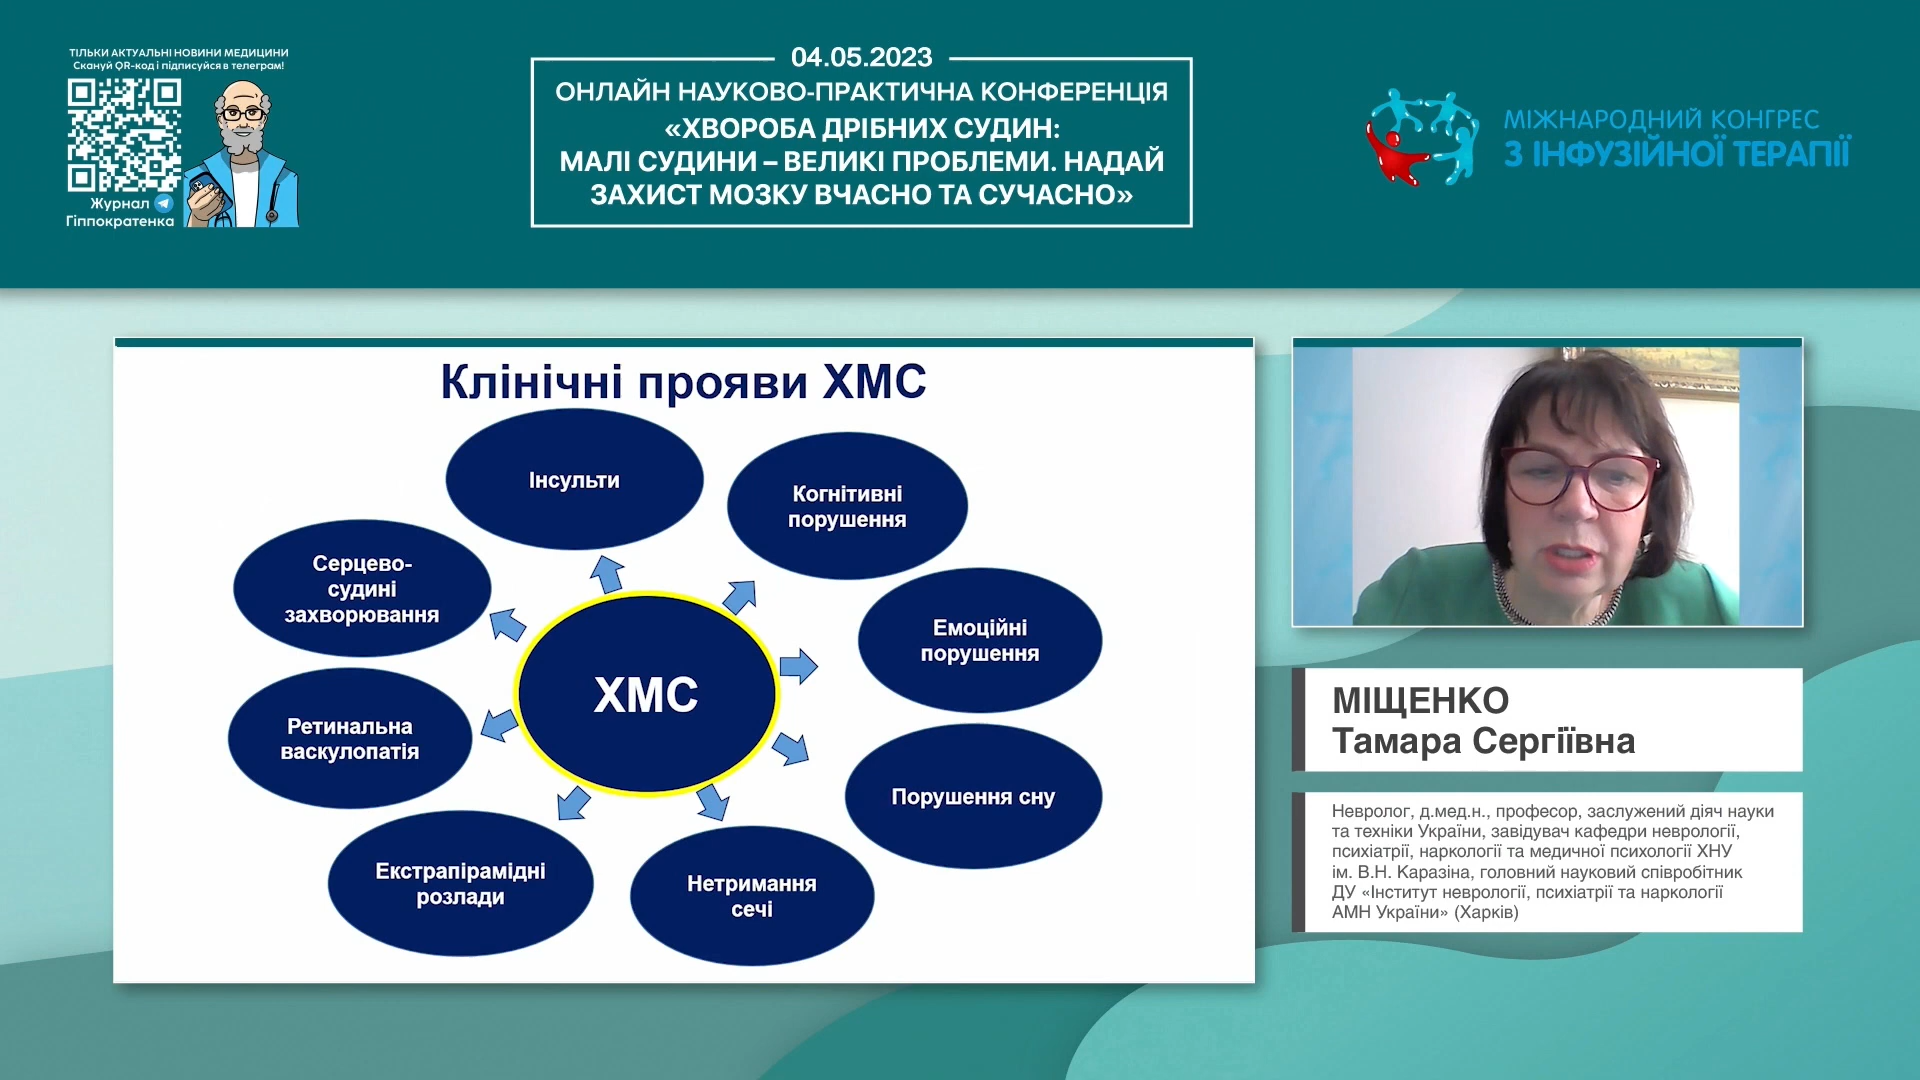 ТІЛЬКИ АКТУАЛЬНІ НОВИНИ МЕДИЦИНИ
Скануй QR-код і підписуйся в телеграм!
Журнал
Гіппократенка
04.05.2023
ОНЛАЙН НАУКОВО-ПРАКТИЧНА КОНФЕРЕНЦІЯ
«ХВОРОБА ДРІБНИХ СУДИН:
МАЛІ СУДИНИ – ВЕЛИКІ ПРОБЛЕМИ. НАДАЙ
ЗАХИСТ МОЗКУ ВЧАСНО ТА СУЧАСНО»
МІЖНАРОДНИЙ КОНГРЕС
З ІНФУЗІЙНОЇ ТЕРАПІЇ
Клінічні прояви ХМС
Інсульти
Когнітивні
порушення
Серцево-
судині
захворювання
Емоційні
порушення
ХМС
Ретинальна
васкулопатія
Порушення сну
Екстрапірамідні
розлади
Нетримання
сечі
МІЩЕНКО
Тамара Сергіївна
Невролог, д.мед.н., професор, заслужений діяч науки
та техніки України, завідувач кафедри неврології,
психіатрії, наркології та медичної психології ХНУ
ім. В.Н. Каразіна, головний науковий співробітник
ДУ «Інститут неврології, психіатрії та наркології
АМН України» (Харків)